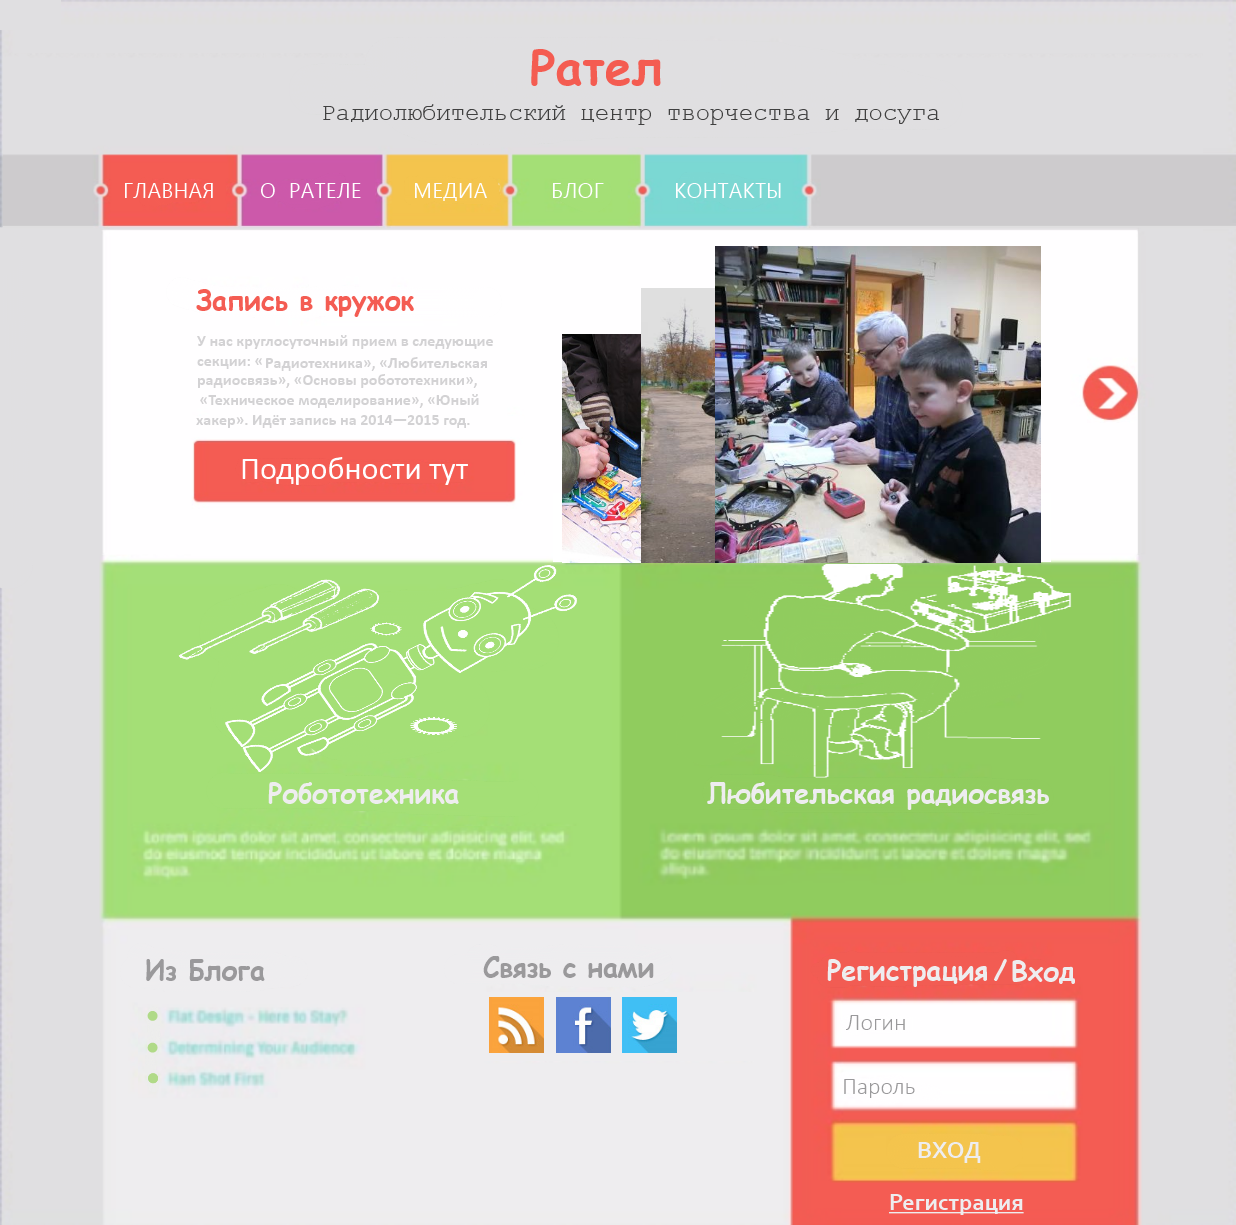 Рател
Радиолюбительский центр творчества и досуга
ГЛАВНАЯ
О РАТЕЛЕ
МЕДИА
БЛОГ
КОНТАКТЫ
Запись в кружок
У нас круглосуточный прием в следующие
секции: «Радиотехника», «Любительская
радиосвязь», «Основы робототехники»,
«Техническое моделирование», «Юный
хакер». Идёт запись на 2014—2015 год.
Подробности тут
Робототехника
Lorem ipsum dolor sit amet, consectetur adipisicing elit, sed
do eiusmod tempor incididunt ut labore et dolore magna
aliqua.
Любительская радиосвязь
Lorem ipsum dolor sit amet, consectetur adipisicing elit, sed
do eiusmod tempor incididunt ut labore et dolore magna
aliqua.
Из Блога
Flat Design - Here to Stay?
Determining Your Audience
Han Shot First
Связь с нами
Регистрация / Вход
Логин
Пароль
ВХОД
Регистрация